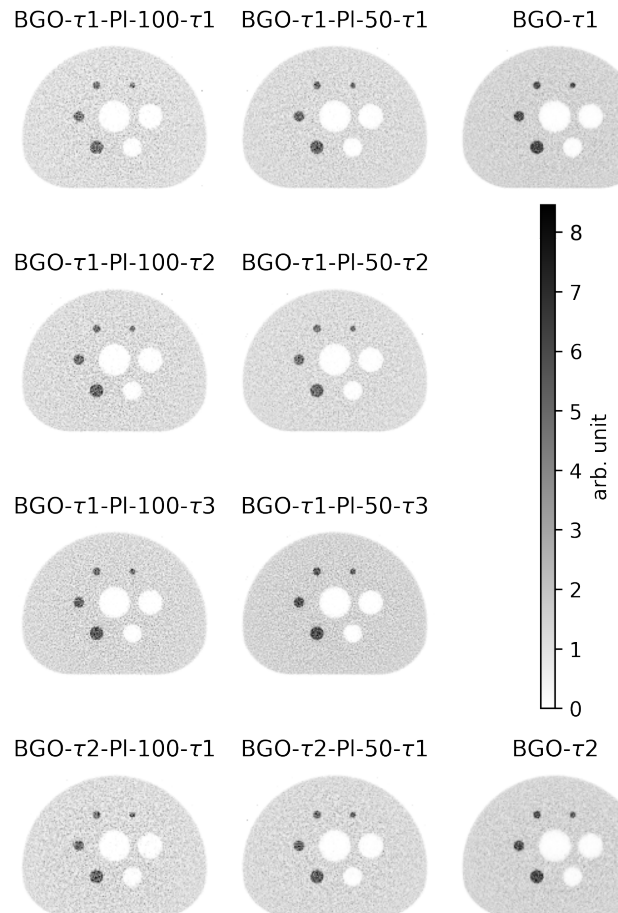 BGO-τ1-Pl-100-τ1
BGO-τ1-Pl-50-τ1
BGO-τ1
BGO-τ1-Pl-100-τ2
BGO-τ1-Pl-50-τ2
8
7
6
5
4
3
2
1
0
arb. unit
BGO-τ1-Pl-100-τ3
BGO-τ1-Pl-50-τ3
BGO-τ2-Pl-100-τ1
BGO-τ2-Pl-50-τ1
BGO-τ2